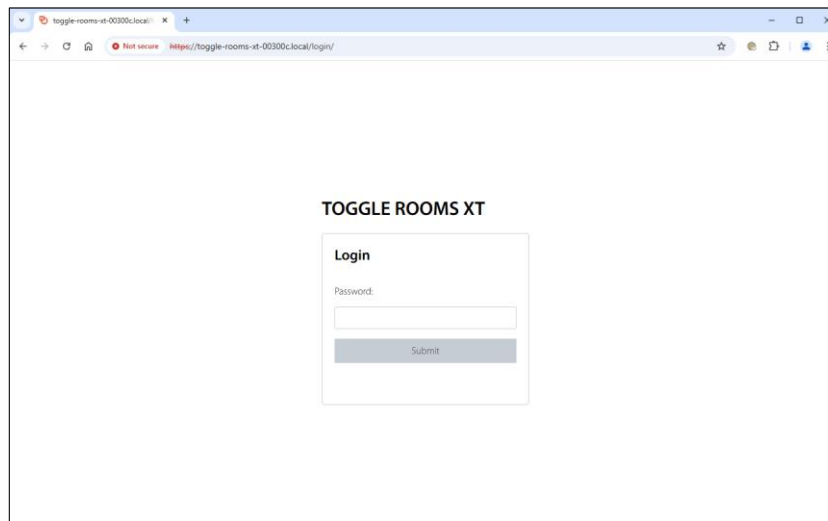 toggle-rooms-xt-00300c.local/
Not secure https://toggle-rooms-xt-00300c.local/login/
TOGGLE ROOMS XT
Login
Password:
Submit